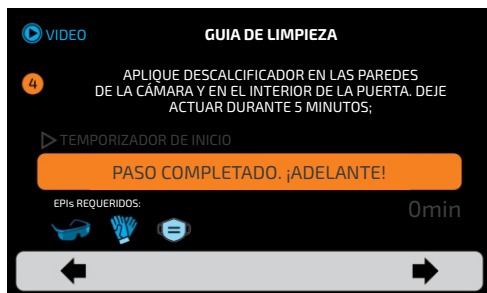 VIDEO
GUIA DE LIMPIEZA
4
APLIQUE DESCALCIFICADOR EN LAS PAREDES
DE LA CÁMARA Y EN EL INTERIOR DE LA PUERTA. DEJE
ACTUAR DURANTE 5 MINUTOS;
TEMPORIZADOR DE INICIO
PASO COMPLETADO. ¡ADELANTE!
EPIs REQUERIDOS:
0min